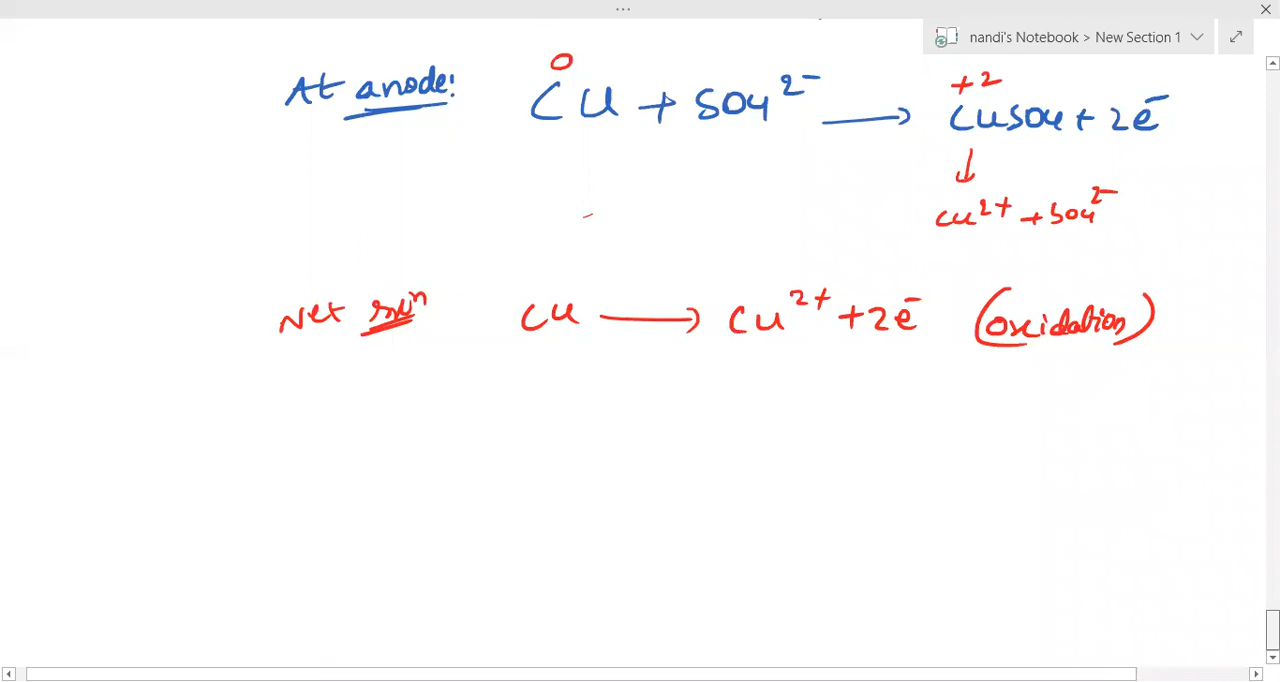 nandi's Notebook > New Section 1
At anode: Cu + SO4 2- → CuSO4 + 2e-
0 +2
↓
Cu2+ + SO4 2-
Net rxn Cu → Cu2+ + 2e- (oxidation)